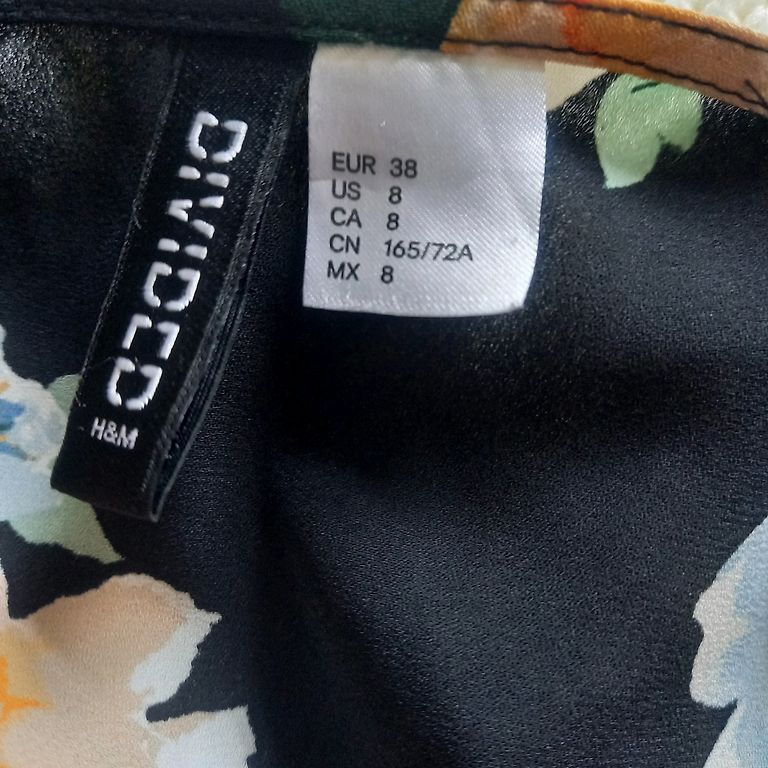 DIVIDED
H&M
EUR 38
US 8
CA 8
CN 165/72A
MX 8